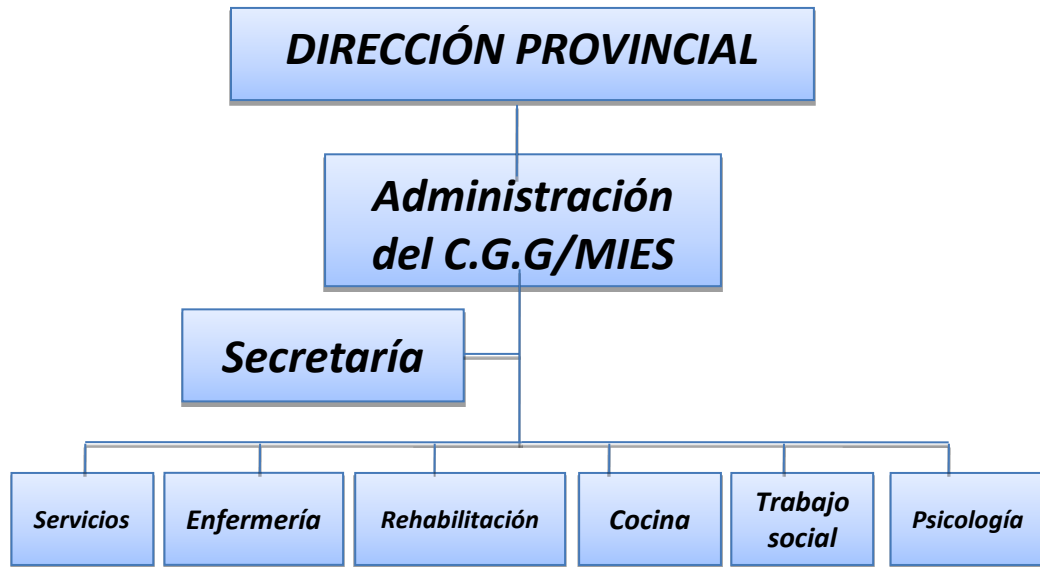 DIRECCIÓN PROVINCIAL
Administración
del C.G.G/MIES
Secretaría
Servicios
Enfermería
Rehabilitación
Cocina
Trabajo
social
Psicología